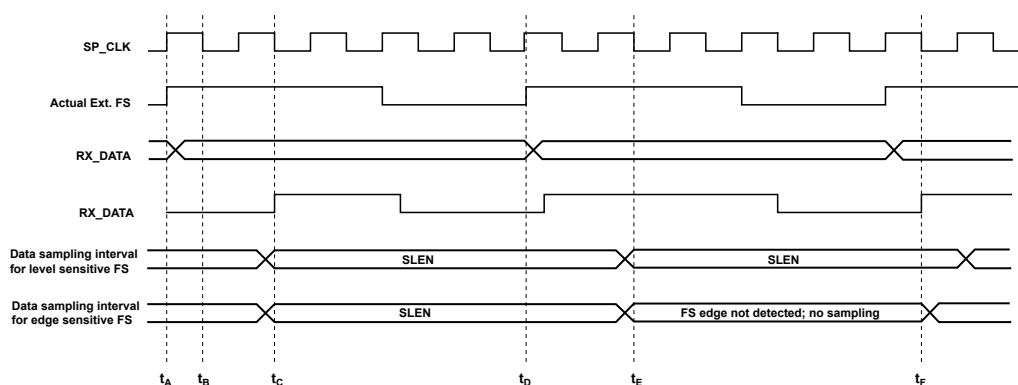 SP_CLK
Actual Ext. FS
RX_DATA
RX_DATA
Data sampling interval
for level sensitive FS
SLEN
SLEN
Data sampling interval
for edge sensitive FS
SLEN
FS edge not detected; no sampling
tA
tB
tC
tD
tE
tF